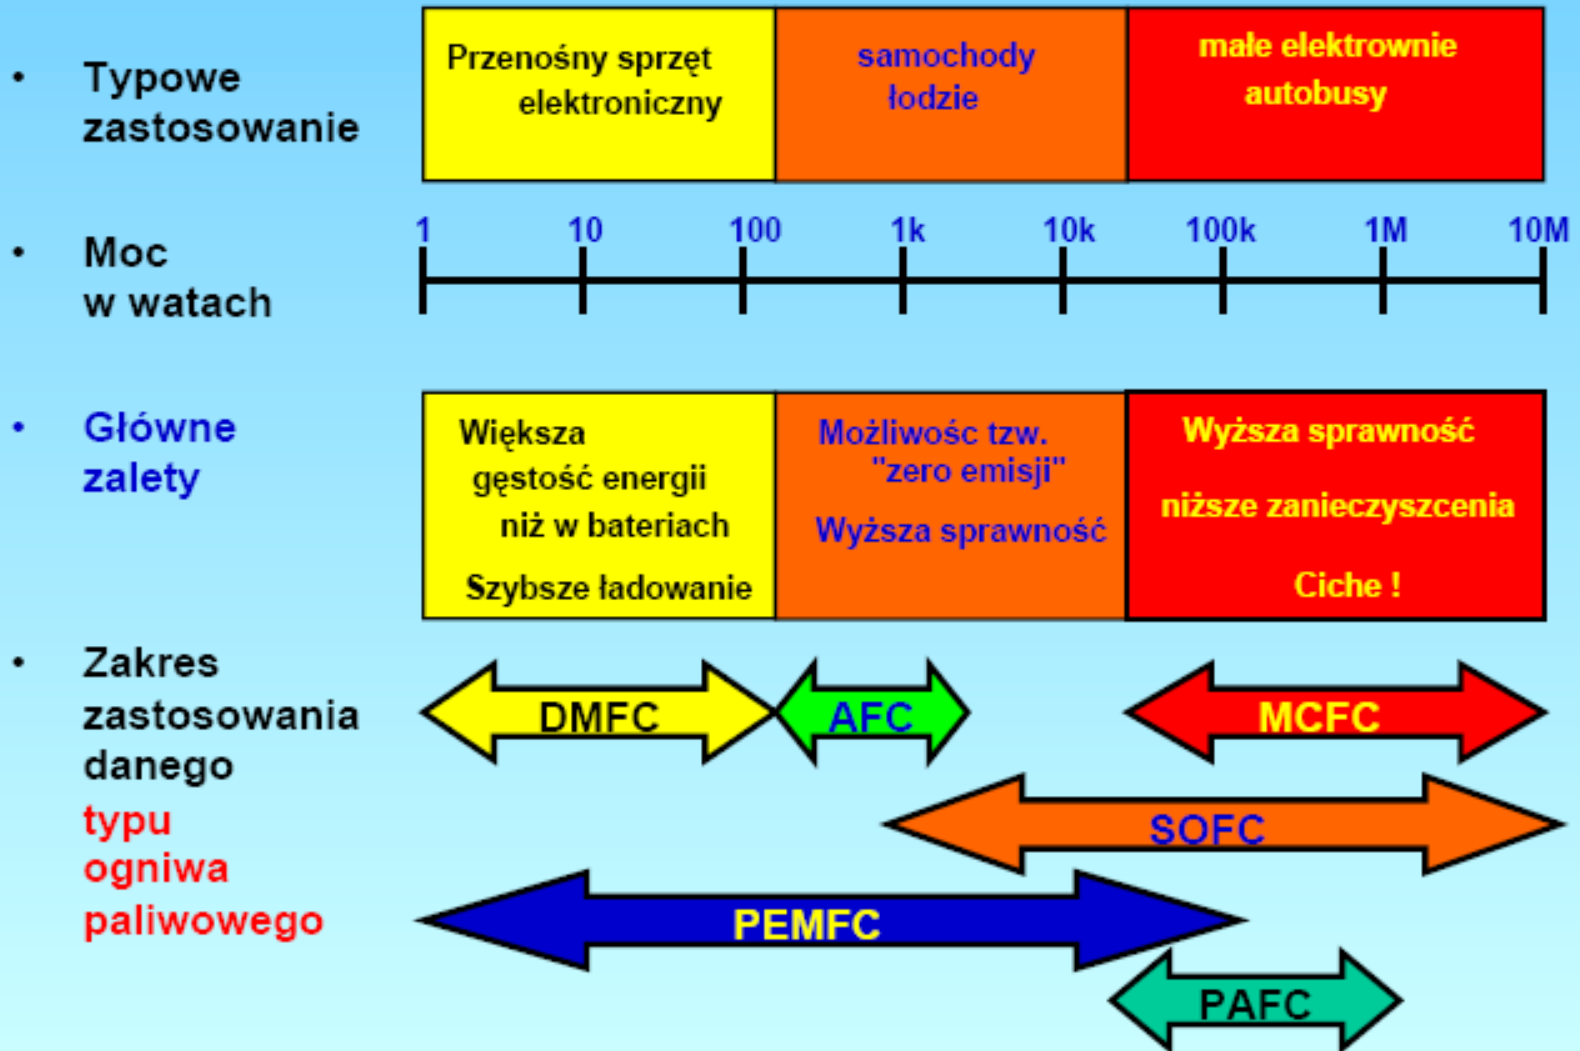 • Typowe
zastosowanie
Przenośny sprzęt
elektroniczny
samochody
łodzie
małe elektrownie
autobusy
• Moc
w watach
1 10 100 1k 10k 100k 1M 10M
• Główne
zalety
Większa
gęstość energii
niż w bateriach
Szybsze ładowanie
Możliwośc tzw.
"zero emisji"
Wyższa sprawność
Wyższa sprawność
niższe zanieczyszcenia
Ciche !
• Zakres
zastosowania
danego
typu
ogniwa
paliwowego
DMFC
AFC
MCFC
SOFC
PEMFC
PAFC